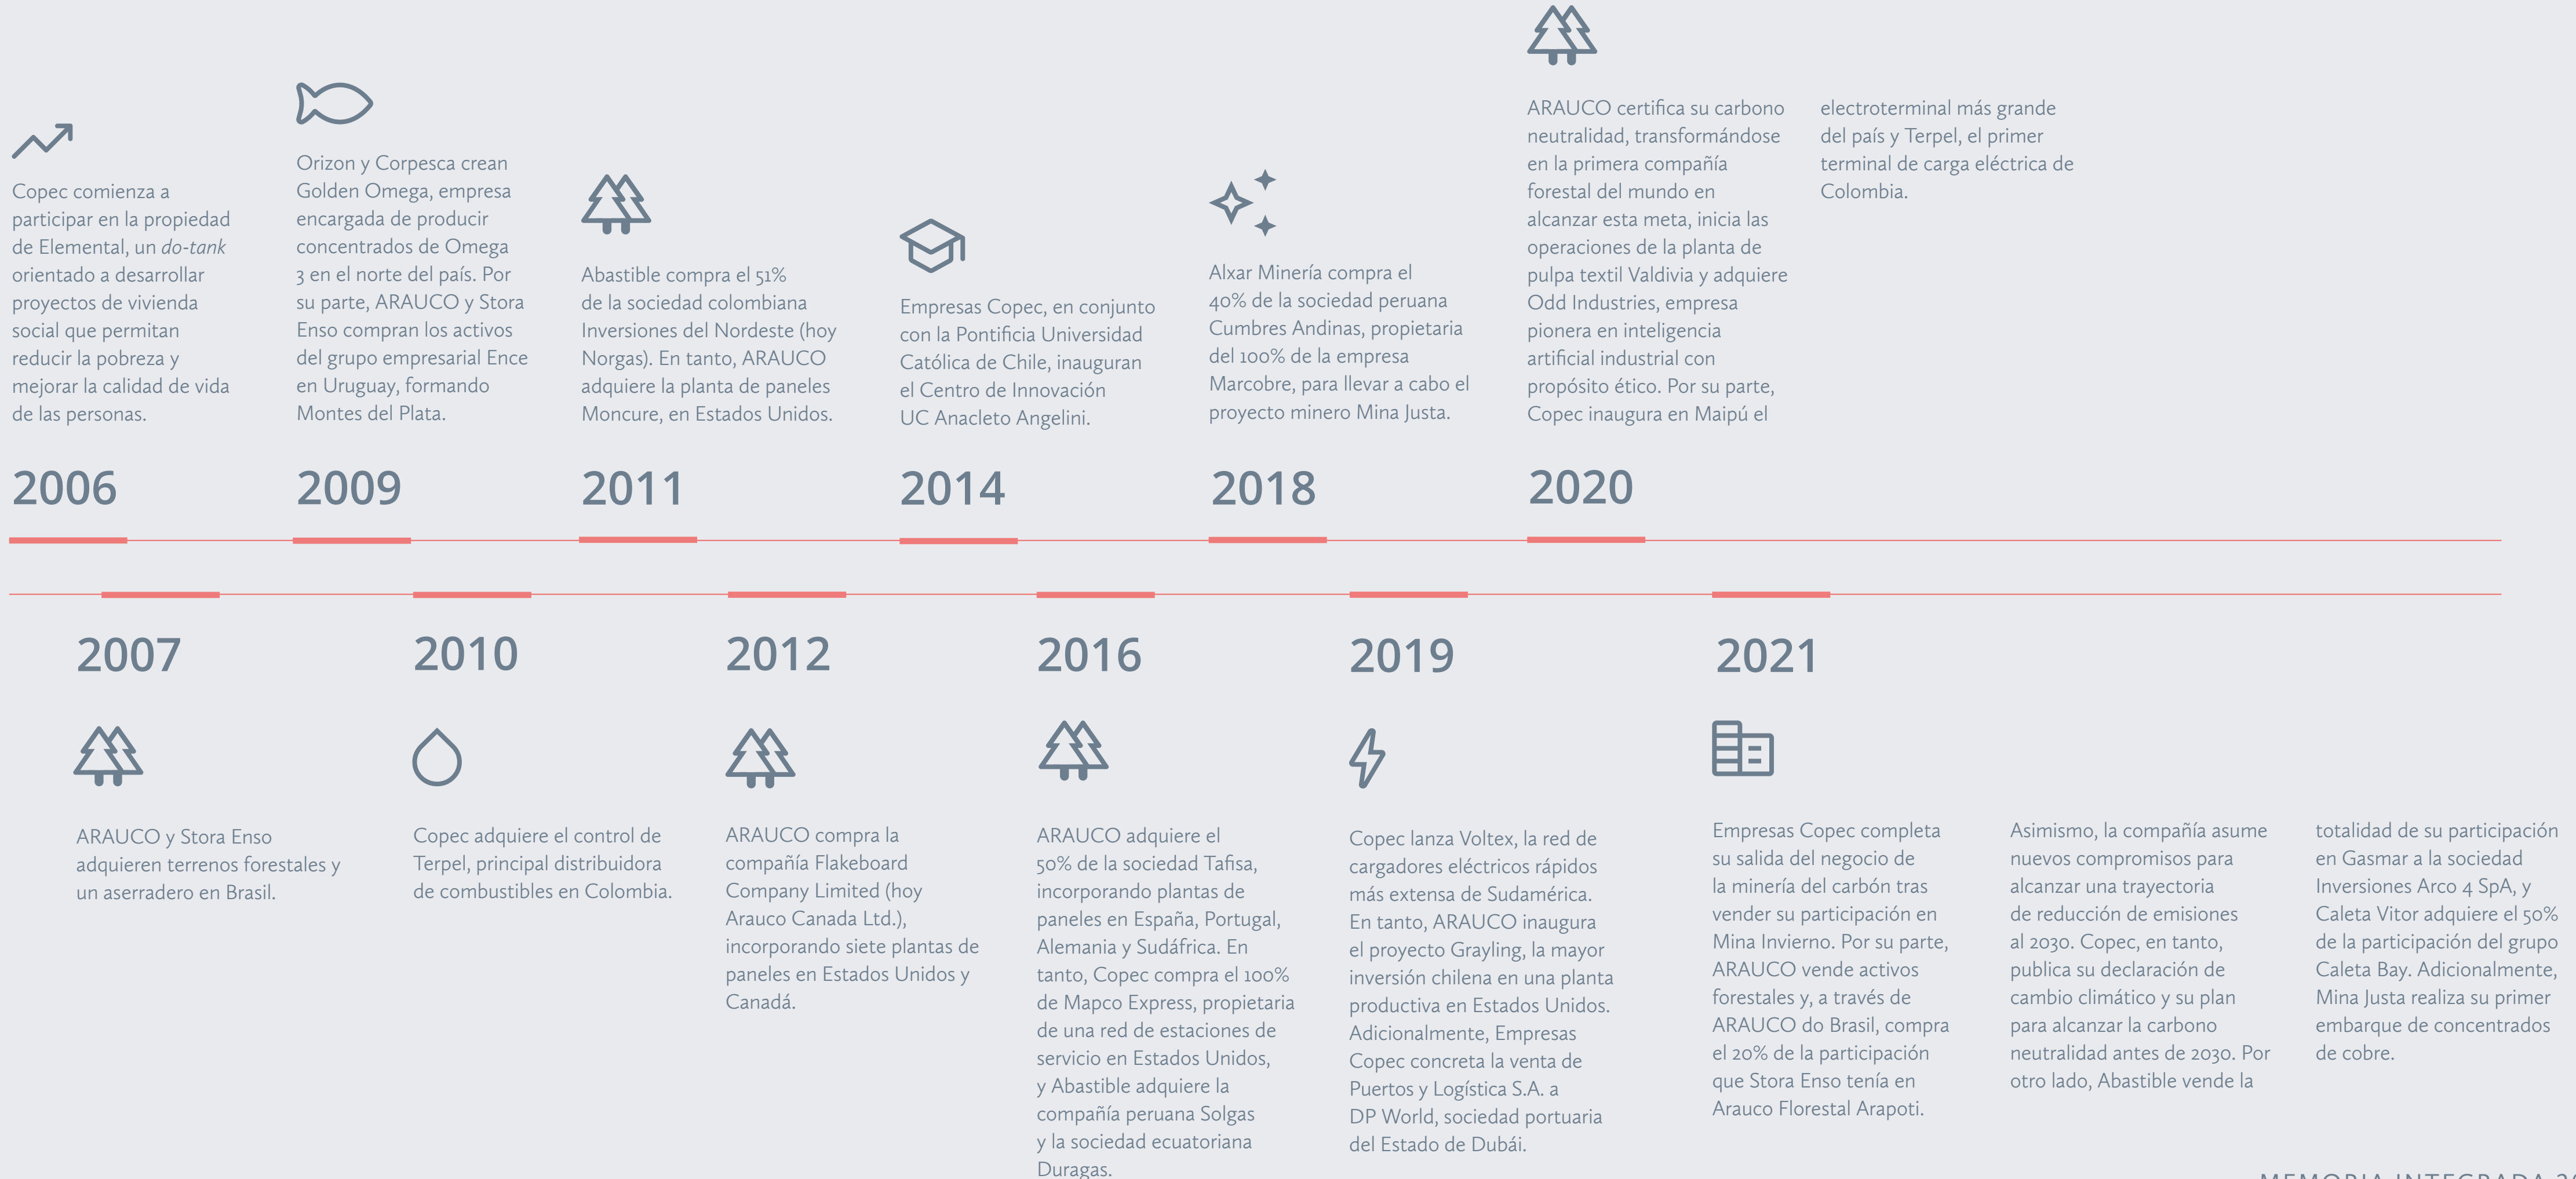 Copec comienza a
participar en la propiedad
de Elemental, un do-tank
orientado a desarrollar
proyectos de vivienda
social que permitan
reducir la pobreza y
mejorar la calidad de vida
de las personas.
2006
Orizon y Corpesca crean
Golden Omega, empresa
encargada de producir
concentrados de Omega
3 en el norte del país. Por
su parte, ARAUCO y Stora
Enso compran los activos
del grupo empresarial Ence
en Uruguay, formando
Montes del Plata.
2009
Abastible compra el 51%
de la sociedad colombiana
Inversiones del Nordeste (hoy
Norgas). En tanto, ARAUCO
adquiere la planta de paneles
Moncure, en Estados Unidos.
2011
Empresas Copec, en conjunto
con la Pontificia Universidad
Católica de Chile, inauguran
el Centro de Innovación
UC Anacleto Angelini.
2014
Alxar Minería compra el
40% de la sociedad peruana
Cumbres Andinas, propietaria
del 100% de la empresa
Marcobre, para llevar a cabo el
proyecto minero Mina Justa.
2018
ARAUCO certifica su carbono
neutralidad, transformándose
en la primera compañía
forestal del mundo en
alcanzar esta meta, inicia las
operaciones de la planta de
pulpa textil Valdivia y adquiere
Odd Industries, empresa
pionera en inteligencia
artificial industrial con
propósito ético. Por su parte,
Copec inaugura en Maipú el
electroterminal más grande
del país y Terpel, el primer
terminal de carga eléctrica de
Colombia.
2020
2007
ARAUCO y Stora Enso
adquieren terrenos forestales y
un aserradero en Brasil.
2010
Copec adquiere el control de
Terpel, principal distribuidora
de combustibles en Colombia.
2012
ARAUCO compra la
compañía Flakeboard
Company Limited (hoy
Arauco Canada Ltd.),
incorporando siete plantas de
paneles en Estados Unidos y
Canadá.
2016
ARAUCO adquiere el
50% de la sociedad Tafisa,
incorporando plantas de
paneles en España, Portugal,
Alemania y Sudáfrica. En
tanto, Copec compra el 100%
de Mapco Express, propietaria
de una red de estaciones de
servicio en Estados Unidos,
y Abastible adquiere la
compañía peruana Solgas
y la sociedad ecuatoriana
Duragas.
2019
Copec lanza Voltex, la red de
cargadores eléctricos rápidos
más extensa de Sudamérica.
En tanto, ARAUCO inaugura
el proyecto Grayling, la mayor
inversión chilena en una planta
productiva en Estados Unidos.
Adicionalmente, Empresas
Copec concreta la venta de
Puertos y Logística S.A. a
DP World, sociedad portuaria
del Estado de Dubái.
2021
Empresas Copec completa
su salida del negocio de
la minería del carbón tras
vender su participación en
Mina Invierno. Por su parte,
ARAUCO vende activos
forestales y, a través de
ARAUCO do Brasil, compra
el 20% de la participación
que Stora Enso tenía en
Arauco Florestal Arapoti.
Asimismo, la compañía asume
nuevos compromisos para
alcanzar una trayectoria
de reducción de emisiones
al 2030. Copec, en tanto,
publica su declaración de
cambio climático y su plan
para alcanzar la carbono
neutralidad antes de 2030. Por
otro lado, Abastible vende la
totalidad de su participación
en Gasmar a la sociedad
Inversiones Arco 4 SpA, y
Caleta Vitor adquiere el 50%
de la participación del grupo
Caleta Bay. Adicionalmente,
Mina Justa realiza su primer
embarque de concentrados
de cobre.
MEMORIA INTEGRADA